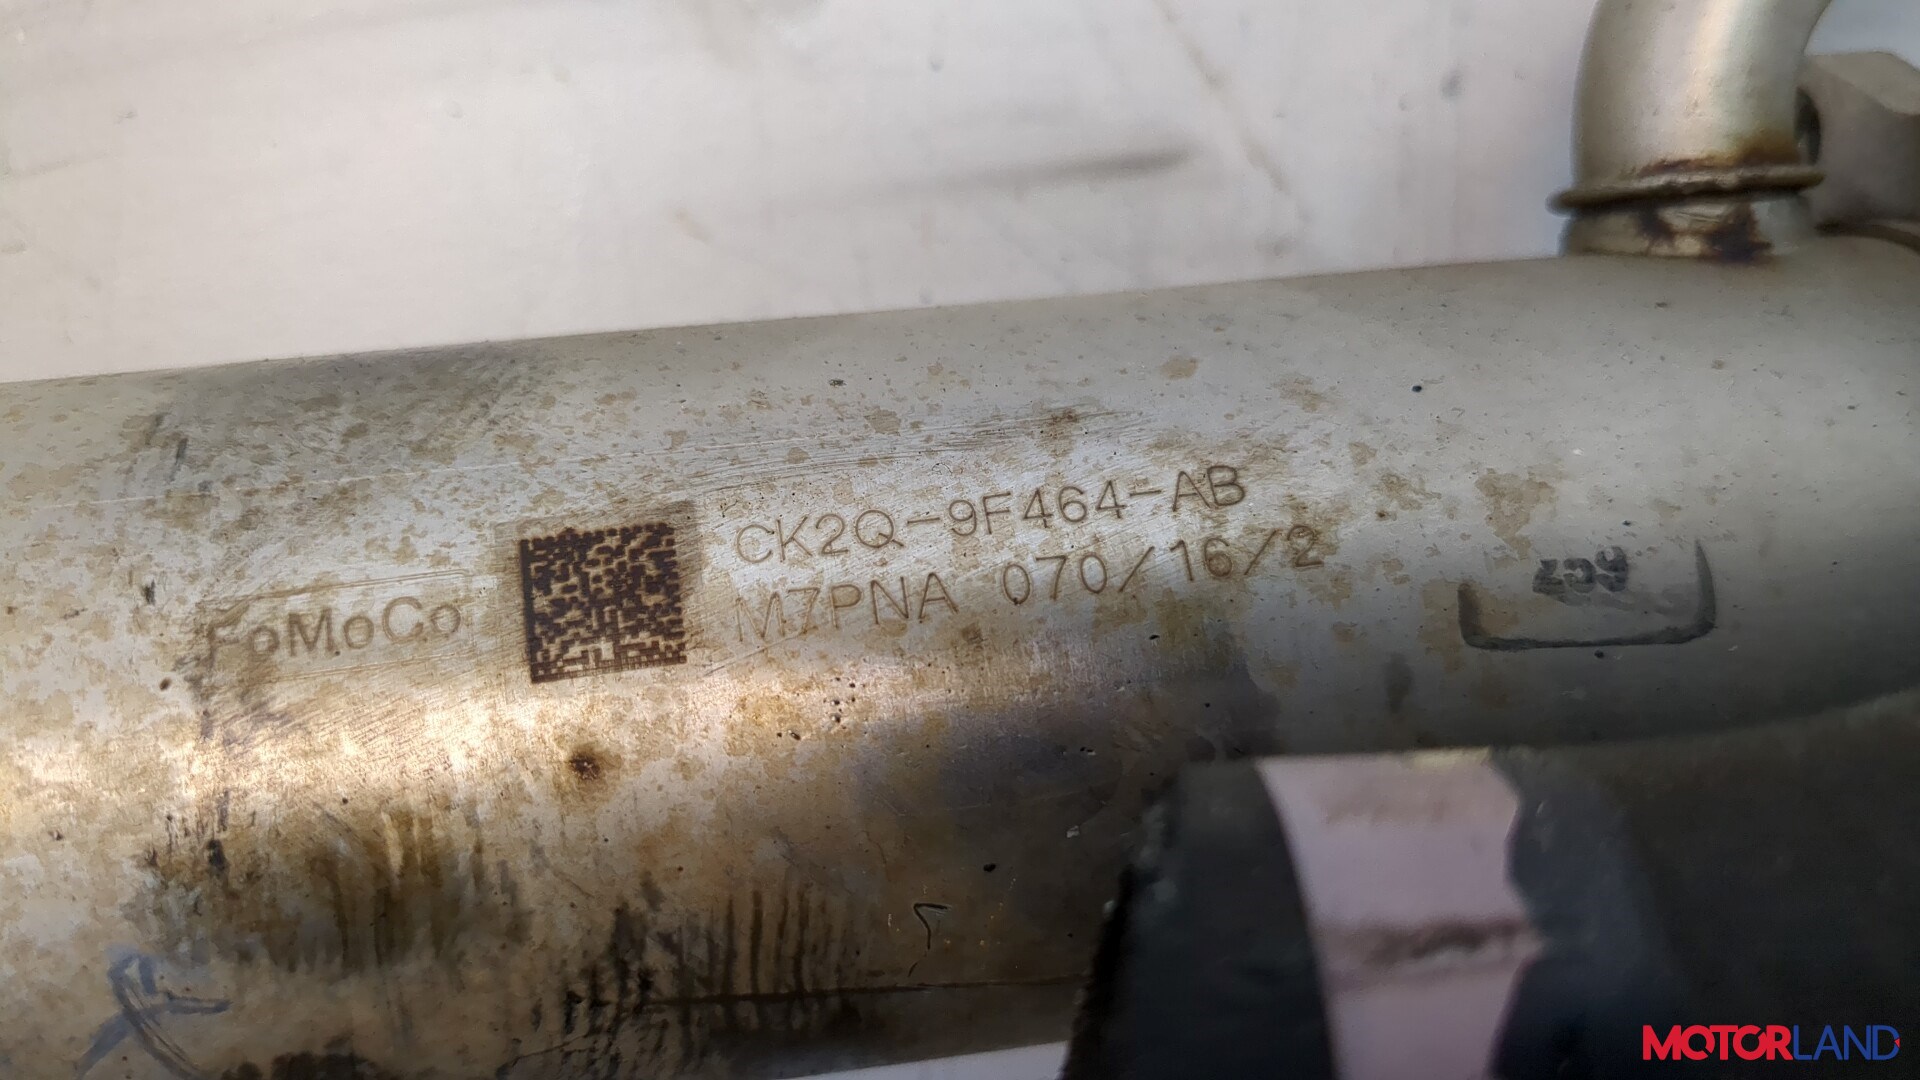 CK2Q-9F464-AB
FoMoCo
M7PNA 070/16/2
MOTORLAND